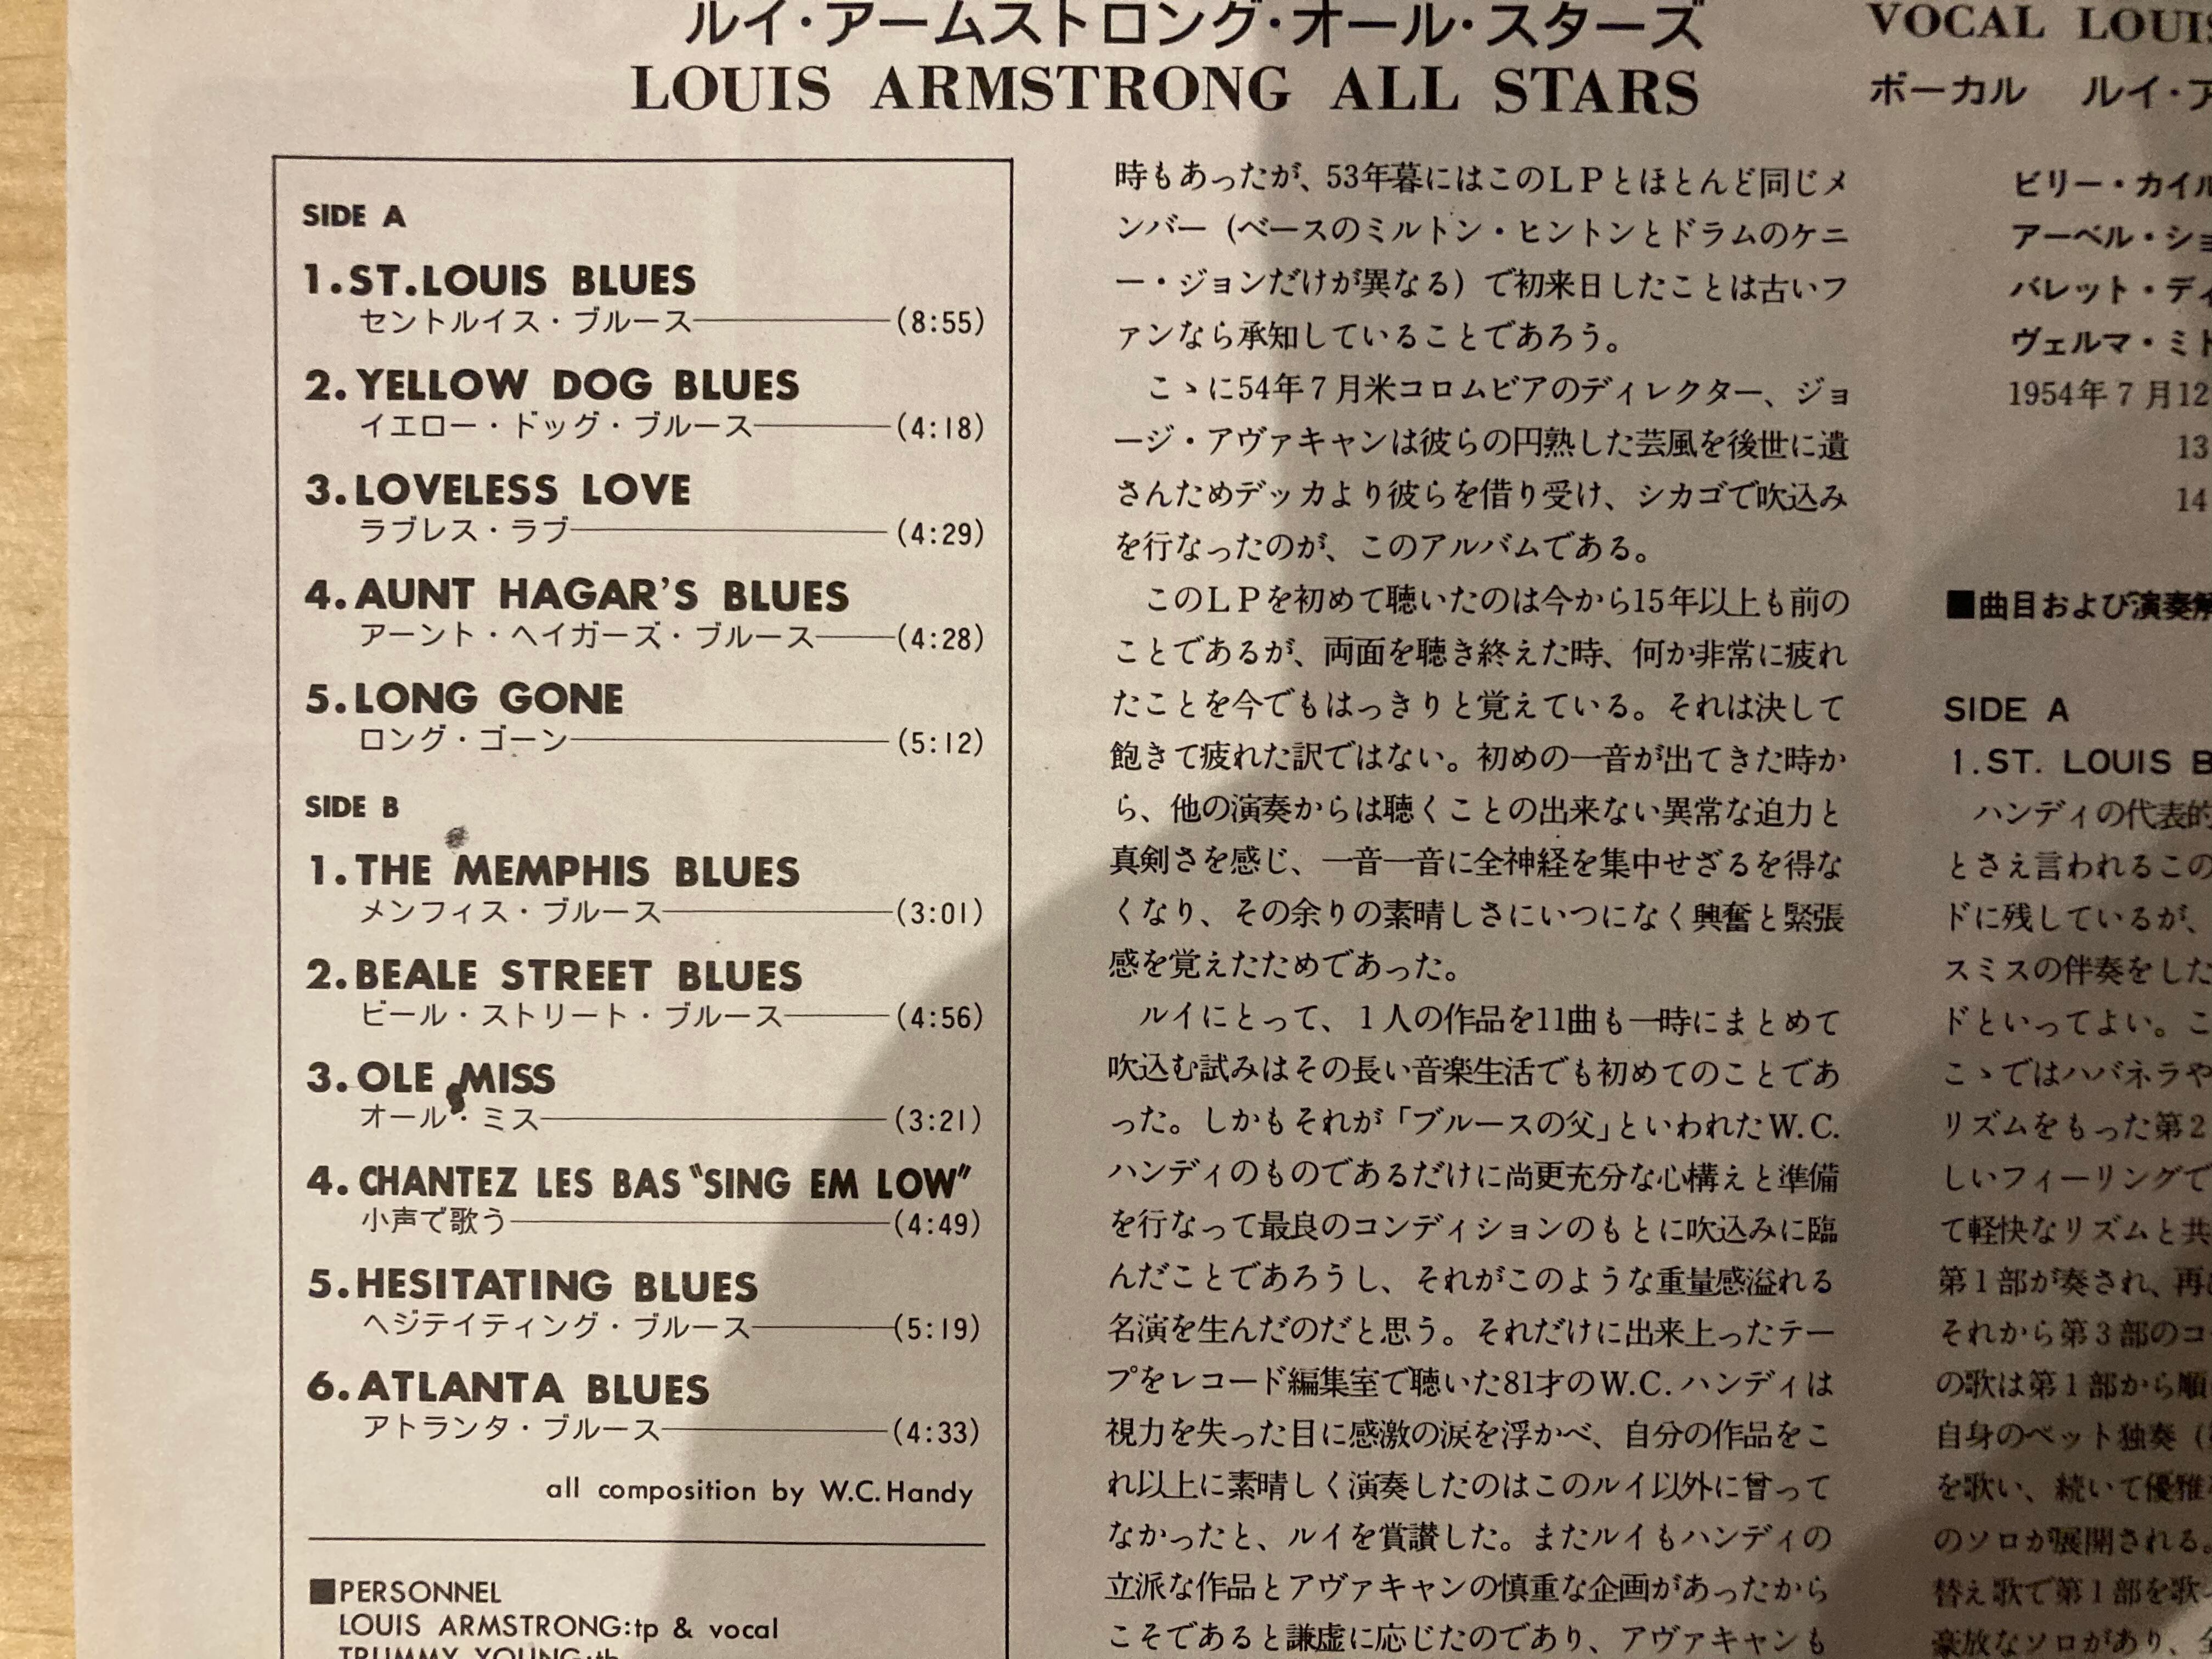 ルイ・アームストロング・オール・スターズ
LOUIS ARMSTRONG ALL STARS
VOCAL LOUIS
ボーカル ルイ・ア
SIDE A
1.ST.LOUIS BLUES
セントルイス・ブルース (8:55)
2.YELLOW DOG BLUES
イエロー・ドッグ・ブルース (4:18)
3.LOVELESS LOVE
ラブレス・ラブ (4:29)
4.AUNT HAGAR'S BLUES
アーント・ヘイガーズ・ブルース (4:28)
5.LONG GONE
ロング・ゴーン (5:12)
SIDE B
1.THE MEMPHIS BLUES
メンフィス・ブルース (3:01)
2.BEALE STREET BLUES
ビール・ストリート・ブルース (4:56)
3.OLE MISS
オール・ミス (3:21)
4.CHANTEZ LES BAS "SING EM LOW"
小声で歌う (4:49)
5.HESITATING BLUES
ヘジテイティング・ブルース (5:19)
6.ATLANTA BLUES
アトランタ・ブルース (4:33)
all composition by W.C.Handy
■PERSONNEL
LOUIS ARMSTRONG:tp & vocal
TRUMMY YOUNG:tb
時もあったが、53年暮にはこのLPとほとんど同じメ
ンバー(ベースのミルトン・ヒントンとドラムのケニ
ー・ジョンだけが異なる)で初来日したことは古いフ
ァンなら承知していることであろう。
こゝに54年7月米コロムビアのディレクター、ジョ
ージ・アヴァキャンは彼らの円熟した芸風を後世に遺
さんためデッカより彼らを借り受け、シカゴで吹込み
を行なったのが、このアルバムである。
このLPを初めて聴いたのは今から15年以上も前の
ことであるが、両面を聴き終えた時、何か非常に疲れ
たことを今でもはっきりと覚えている。それは決して
飽きて疲れた訳ではない。初めの一音が出てきた時か
ら、他の演奏からは聴くことの出来ない異常な迫力と
真剣さを感じ、一音一音に全神経を集中せざるを得な
くなり、その余りの素晴しさにいつになく興奮と緊張
感を覚えたためであった。
ルイにとって、1人の作品を11曲も一時にまとめて
吹込む試みはその長い音楽生活でも初めてのことであ
った。しかもそれが「ブルースの父」といわれたW.C.
ハンディのものであるだけに尚更充分な心構えと準備
を行なって最良のコンディションのもとに吹込みに臨
んだことであろうし、それがこのような重量感溢れる
名演を生んだのだと思う。それだけに出来上ったテー
プをレコード編集室で聴いた81才のW.C.ハンディは
視力を失った目に感激の涙を浮かべ、自分の作品をこ
れ以上に素晴しく演奏したのはこのルイ以外に曾って
なかったと、ルイを賞讃した。またルイもハンディの
立派な作品とアヴァキャンの慎重な企画があったから
こそであると謙虚に応じたのであり、アヴァキャンも
ビリー・カイル
アーベル・ショ
バレット・ディ
ヴェルマ・ミト
1954年7月12
13
14
■曲目および演奏解
SIDE A
1.ST. LOUIS B
ハンディの代表的
とさえ言われるこの
ドに残しているが、
スミスの伴奏をした
ドといってよい。こ
こゝではハバネラや
リズムをもった第2
しいフィーリングで
て軽快なリズムと共
第1部が奏され、再
それから第3部のコ
の歌は第1部から順
自身のペット独奏(
を歌い、続いて優雅
のソロが展開される。
替え歌で第1部を歌
豪放なソロがあり、全